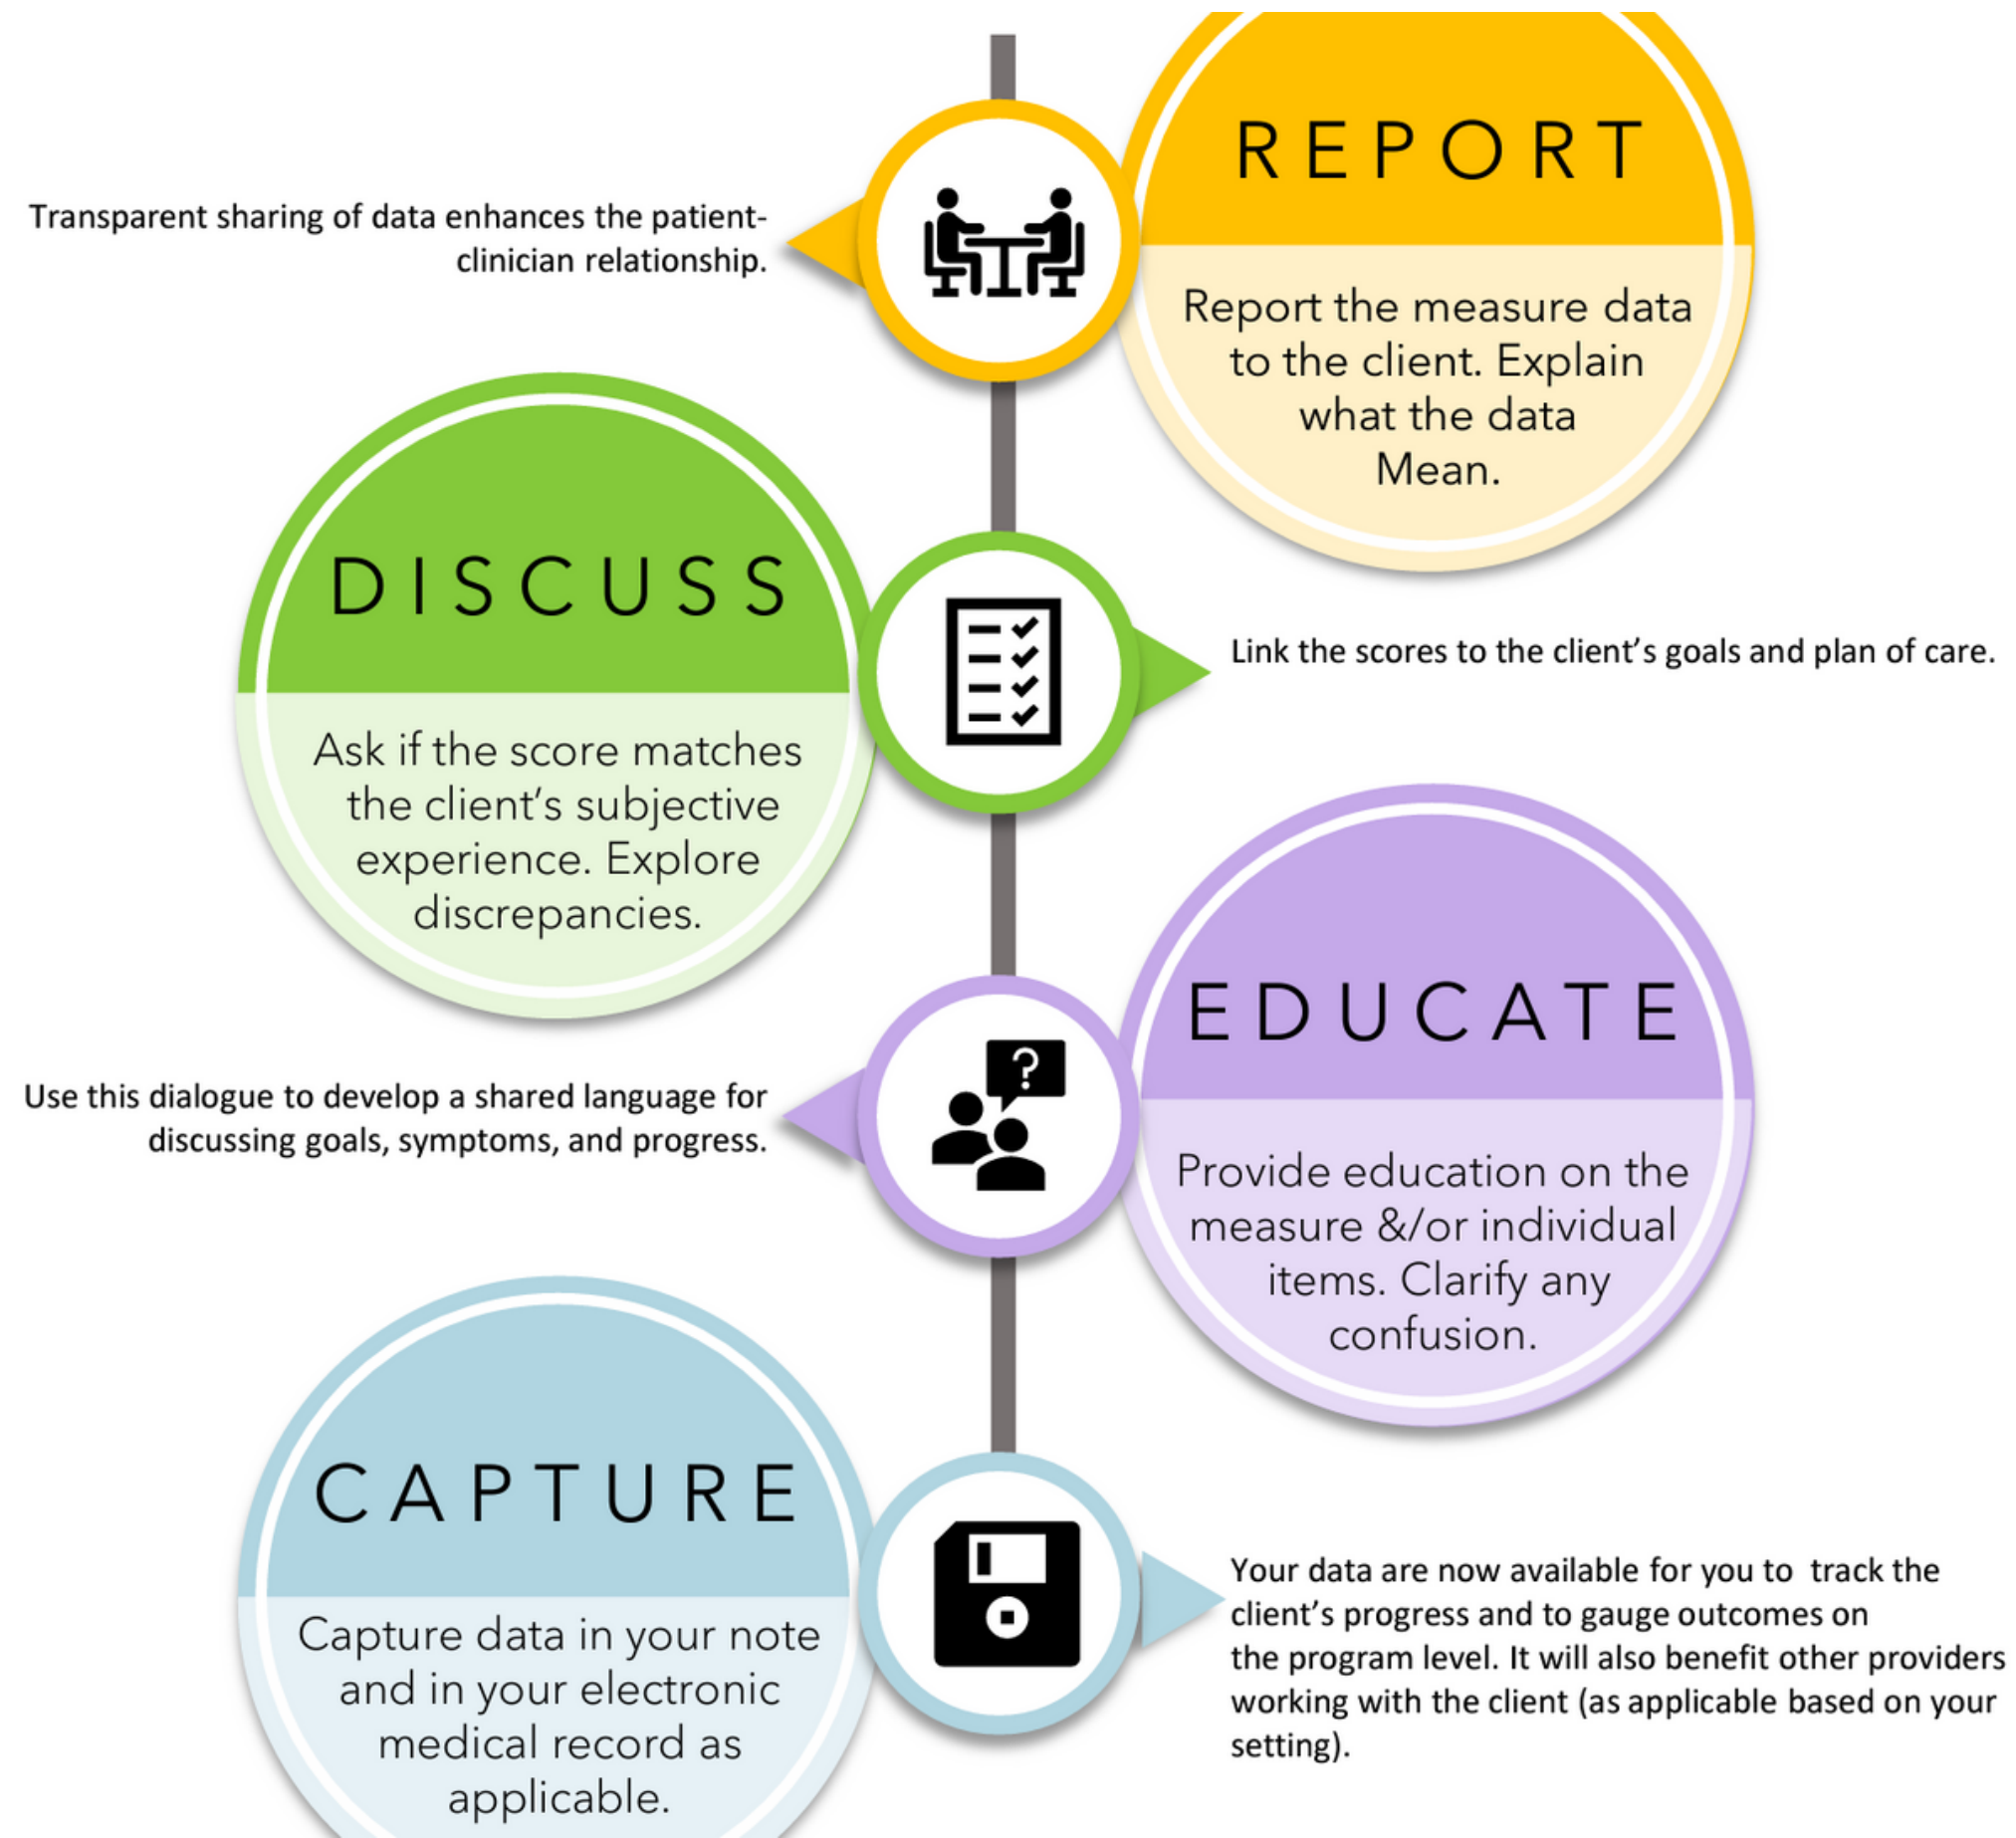 REPORT
Report the measure data
to the client. Explain
what the data
Mean.
Transparent sharing of data enhances the patient-
clinician relationship.
DISCUSS
Ask if the score matches
the client's subjective
experience. Explore
discrepancies.
Link the scores to the client’s goals and plan of care.
EDUCATE
Provide education on the
measure &/or individual
items. Clarify any
confusion.
?
Use this dialogue to develop a shared language for
discussing goals, symptoms, and progress.
CAPTURE
Capture data in your note
and in your electronic
medical record as
applicable.
Your data are now available for you to  track the
client’s progress and to gauge outcomes on
the program level. It will also benefit other providers
working with the client (as applicable based on your
setting).